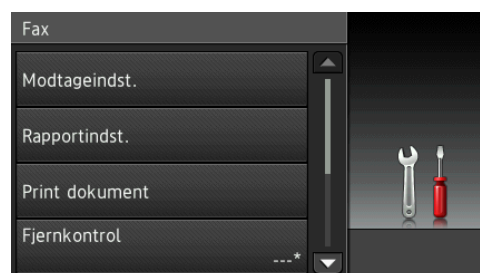 Fax
Modtageindst.
Rapportindst.
Print dokument
Fjernkontrol
---*